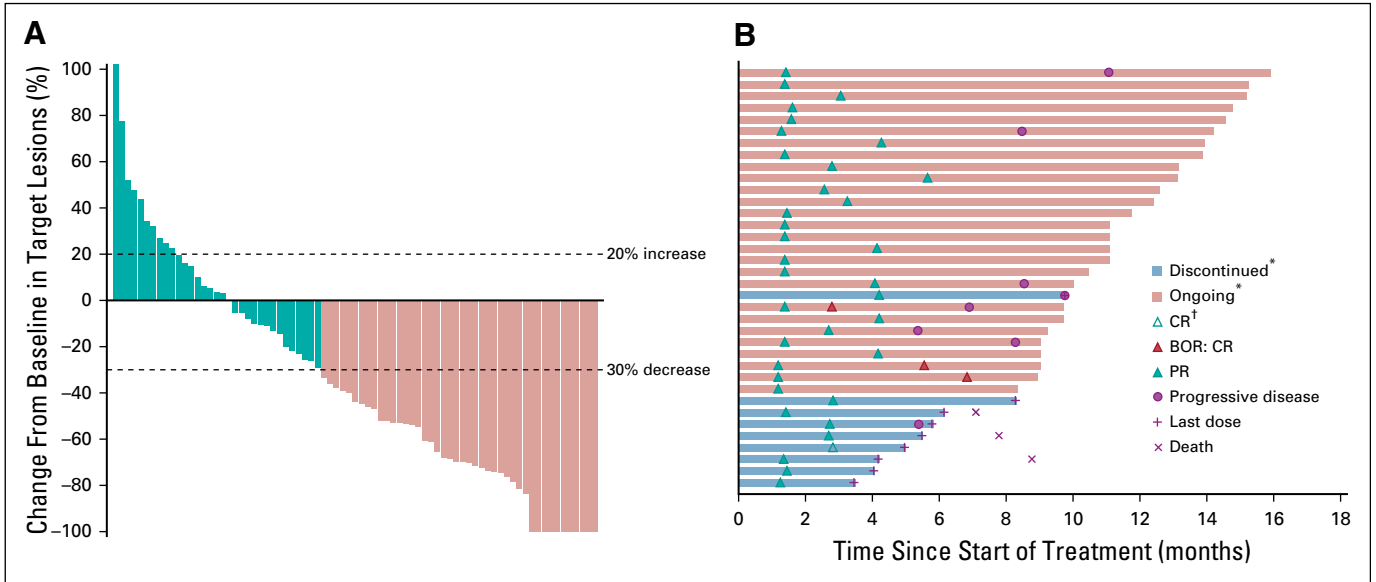 A
Change From Baseline in Target Lesions (%)
100
80
60
40
20
0
–20
–40
–60
–80
–100
20% increase
30% decrease
B
Discontinued*
Ongoing*
CR†
BOR: CR
PR
Progressive disease
Last dose
Death
0 2 4 6 8 10 12 14 16 18
Time Since Start of Treatment (months)